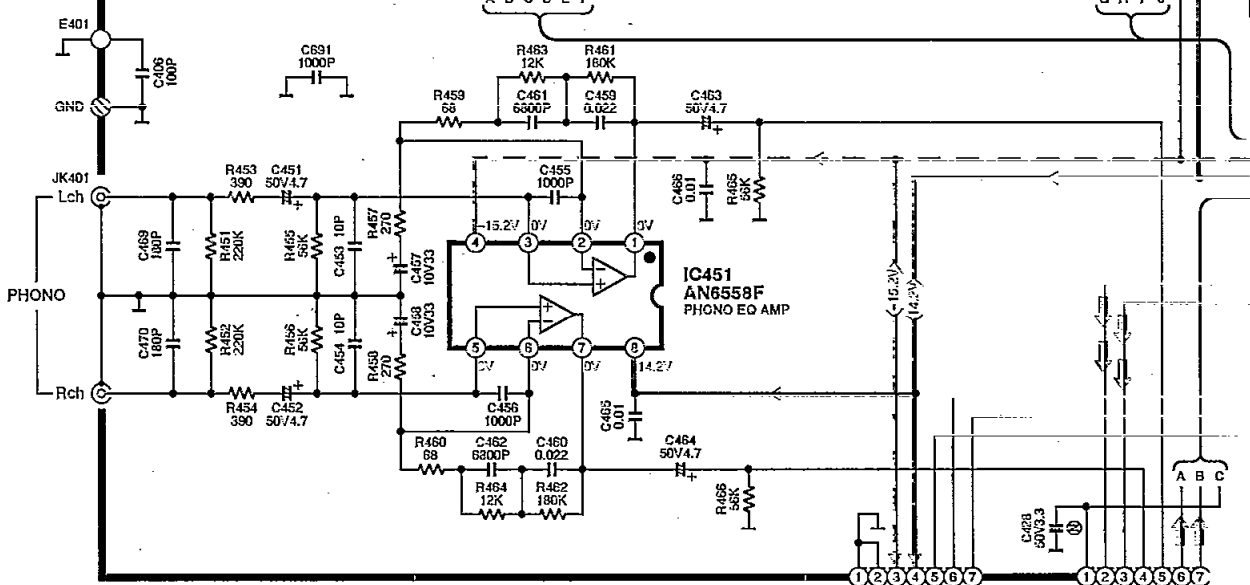 E401
C406
100P
C691
1000P
R463
12K
R461
180K
GND
R459
68
C461
6800P
C459
0.022
C463
50V4.7
+
JK401
R453
390
C451
50V4.7
+
C455
1000P
C466
0.01
R465
56K
Lch
C469
180P
R451
220K
R455
56K
C453
10P
R457
270
-15.2V
0V
0V
0V
4
3
2
1
+
C457
10V33
IC451
AN6558F
PHONO EQ AMP
-15.2V
14.2V
PHONO
C470
180P
R452
220K
R456
56K
C454
10P
+
C458
10V33
R458
270
5
6
7
8
0V
0V
0V
14.2V
Rch
R454
390
C452
50V4.7
+
C456
1000P
C465
0.01
R460
68
C462
6800P
C460
0.022
C464
50V4.7
+
R464
12K
R462
180K
R466
56K
A B C
C428
50V3.3
N
1 2 3 4 5 6 7
1 2 3 4 5 6 7